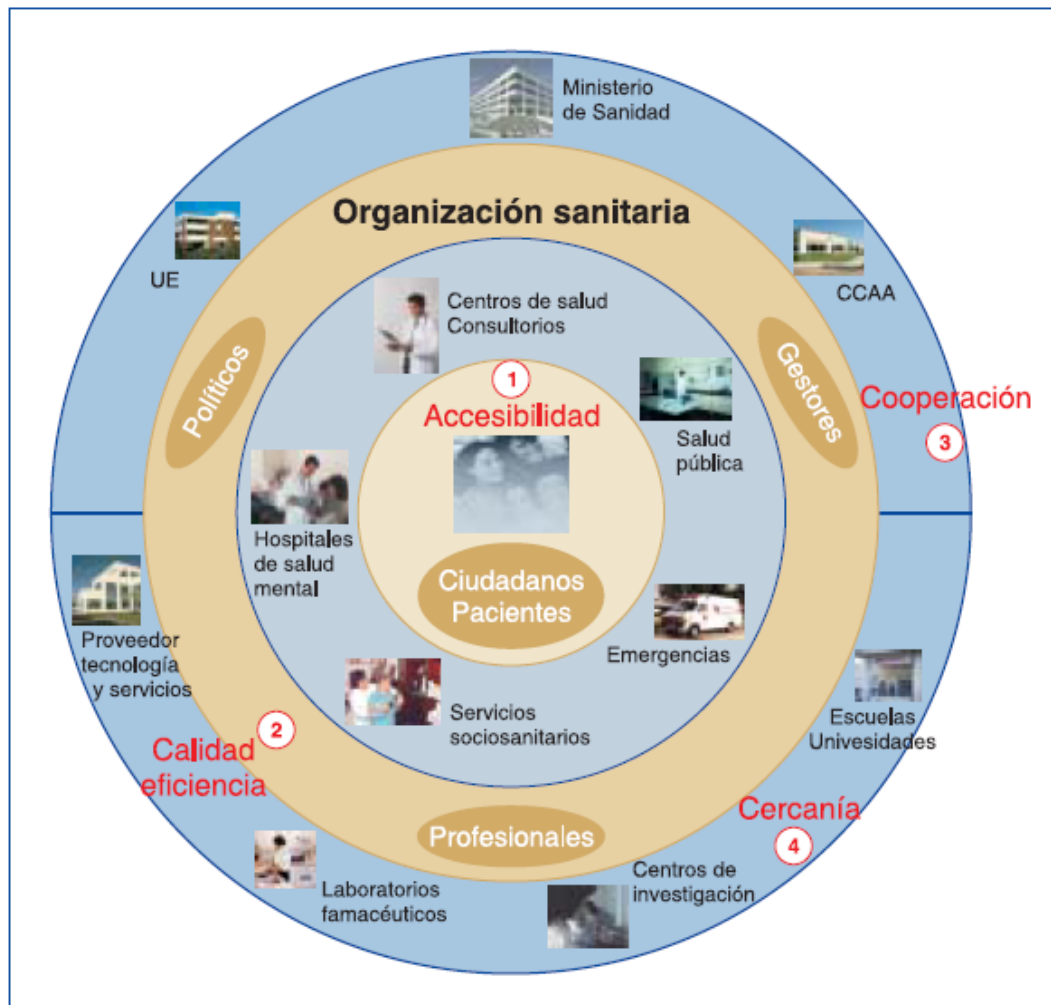 Ministerio
de Sanidad
Organización sanitaria
UE
CCAA
Centros de salud
Consultorios
Políticos
Gestores
1
Accesibilidad
Cooperación
3
Salud
pública
Hospitales
de salud
mental
Ciudadanos
Pacientes
Proveedor
tecnología
y servicios
Emergencias
Servicios
sociosanitarios
Escuelas
Univesidades
2
Calidad
eficiencia
Cercanía
4
Profesionales
Laboratorios
famacéuticos
Centros de
investigación